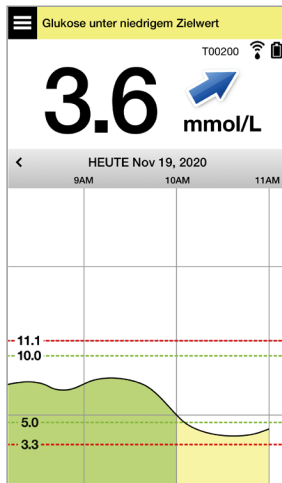 Glukose unter niedrigem Zielwert
T00200
3.6
mmol/L
< HEUTE Nov 19, 2020
9AM 10AM 11AM
11.1
10.0
5.0
3.3